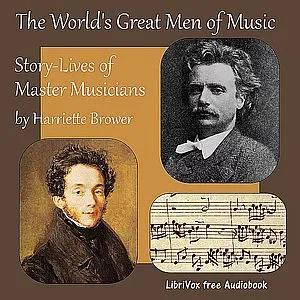 The World's Great Men of Music
Story-Lives of
Master Musicians
by Harriette Brower
LibriVox free Audiobook